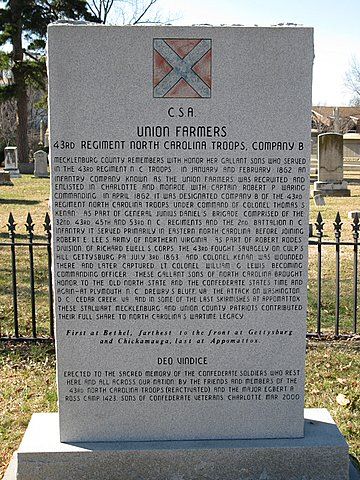 C.S.A.
UNION FARMERS
43RD REGIMENT NORTH CAROLINA TROOPS, COMPANY B
MECKLENBURG COUNTY REMEMBERS WITH HONOR HER GALLANT SONS WHO SERVED
IN THE 43RD REGIMENT N C TROOPS. IN JANUARY AND FEBRUARY 1862 AN
INFANTRY COMPANY KNOWN AS THE UNION FARMERS WAS RECRUITED AND
ENLISTED IN CHARLOTTE AND MONROE WITH CAPTAIN ROBERT P WARING
COMMANDING. IN APRIL 1862 IT WAS DESIGNATED COMPANY B OF THE 43RD
REGIMENT NORTH CAROLINA TROOPS UNDER COMMAND OF COLONEL THOMAS S
KENAN. AS PART OF GENERAL JUNIUS DANIEL'S BRIGADE COMPRISED OF THE
32ND, 43RD, 45TH AND 53RD N C REGIMENTS AND THE 2ND BATTALION N C
INFANTRY IT SERVED PRIMARILY IN EASTERN NORTH CAROLINA BEFORE JOINING
ROBERT E LEE'S ARMY OF NORTHERN VIRGINIA. AS PART OF ROBERT RODES
DIVISION, OF RICHARD EWELL'S CORPS, THE 43RD FOUGHT SAVAGELY ON CULP'S
HILL GETTYSBURG PA JULY 3RD 1863 AND COLONEL KENAN WAS WOUNDED
THERE AND LATER CAPTURED. LT COLONEL WILLIAM G LEWIS BECOMING
COMMANDING OFFICER. THESE GALLANT SONS OF NORTH CAROLINA BROUGHT
HONOR TO THE OLD NORTH STATE AND THE CONFEDERATE STATES TIME AND
AGAIN-AT PLYMOUTH N C DREWRY'S BLUFF, VA THE ATTACK ON WASHINGTON
D C CEDAR CREEK VA AND IN SOME OF THE LAST SKIRMISHES AT APPOMATTOX
THESE STALWART MECKLENBURG AND UNION COUNTY PATRIOTS CONTRIBUTED
THEIR FULL SHARE TO NORTH CAROLINA'S WARTIME LEGACY
First at Bethel, farthest to the front at Gettysburg
and Chickamauga, last at Appomattox.
DEO VINDICE
ERECTED TO THE SACRED MEMORY OF THE CONFEDERATE SOLDIERS WHO REST
HERE AND ALL ACROSS OUR NATION, BY THE FRIENDS AND MEMBERS OF THE
43RD NORTH CAROLINA TROOPS (REACTIVATED) AND THE MAJOR EGBERT A
ROSS CAMP 1423, SONS OF CONFEDERATE VETERANS, CHARLOTTE MAR 2000